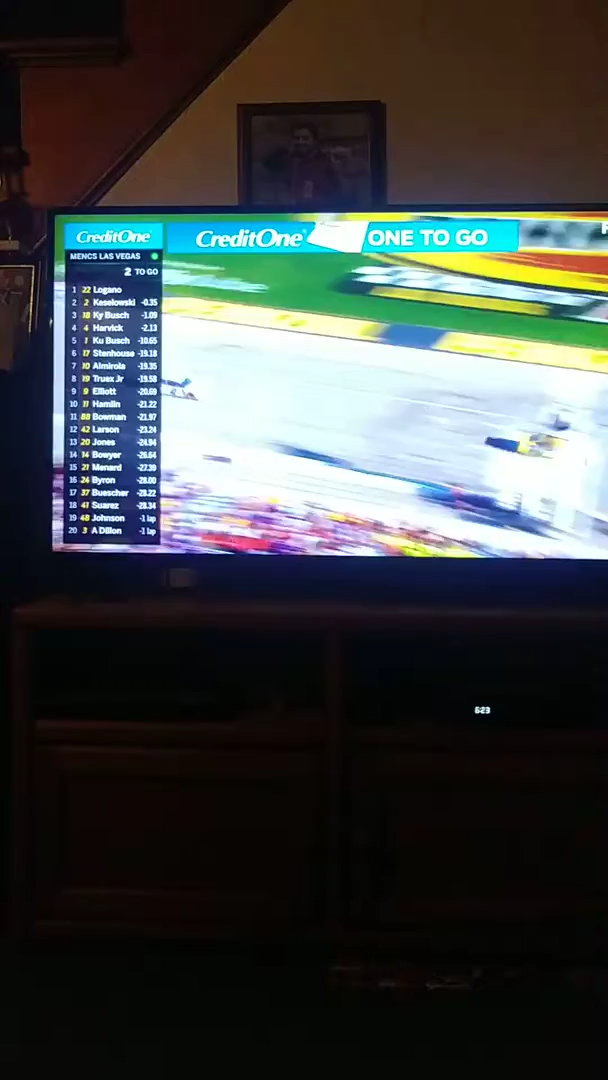 CreditOne
CreditOne ONE TO GO
F
MENCS LAS VEGAS
2 TO GO
1 22 Logano
2 2 Keselowski -0.35
3 18 Ky Busch -1.09
4 4 Harvick -2.13
5 1 Ku Busch -10.65
6 17 Stenhouse -19.18
7 10 Almirola -19.35
8 19 Truex Jr -19.58
9 9 Elliott -20.69
10 11 Hamlin -21.22
11 88 Bowman -21.97
12 42 Larson -23.24
13 20 Jones -24.94
14 14 Bowyer -26.64
15 21 Menard -27.39
16 24 Byron -28.00
17 37 Buescher -28.22
18 41 Suarez -28.34
19 48 Johnson -1 lap
20 3 A Dillon -1 lap
6:23